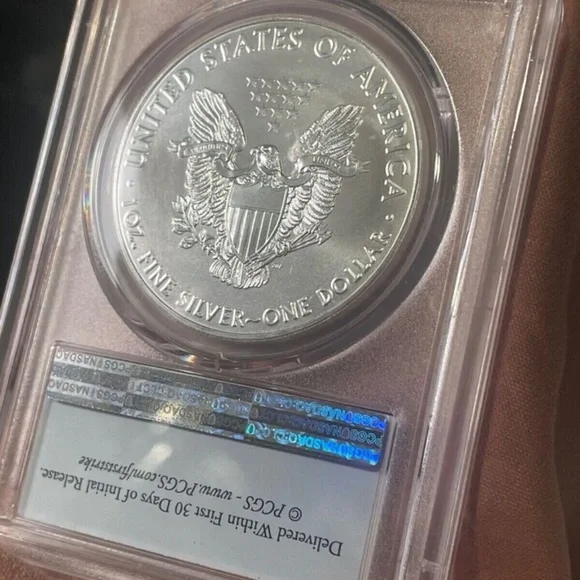 UNITED STATES OF AMERICA
· 1 OZ. FINE SILVER~ONE DOLLAR ·
Delivered Within First 30 Days of Initial Release.
© PCGS - www.PCGS.com/firststrike